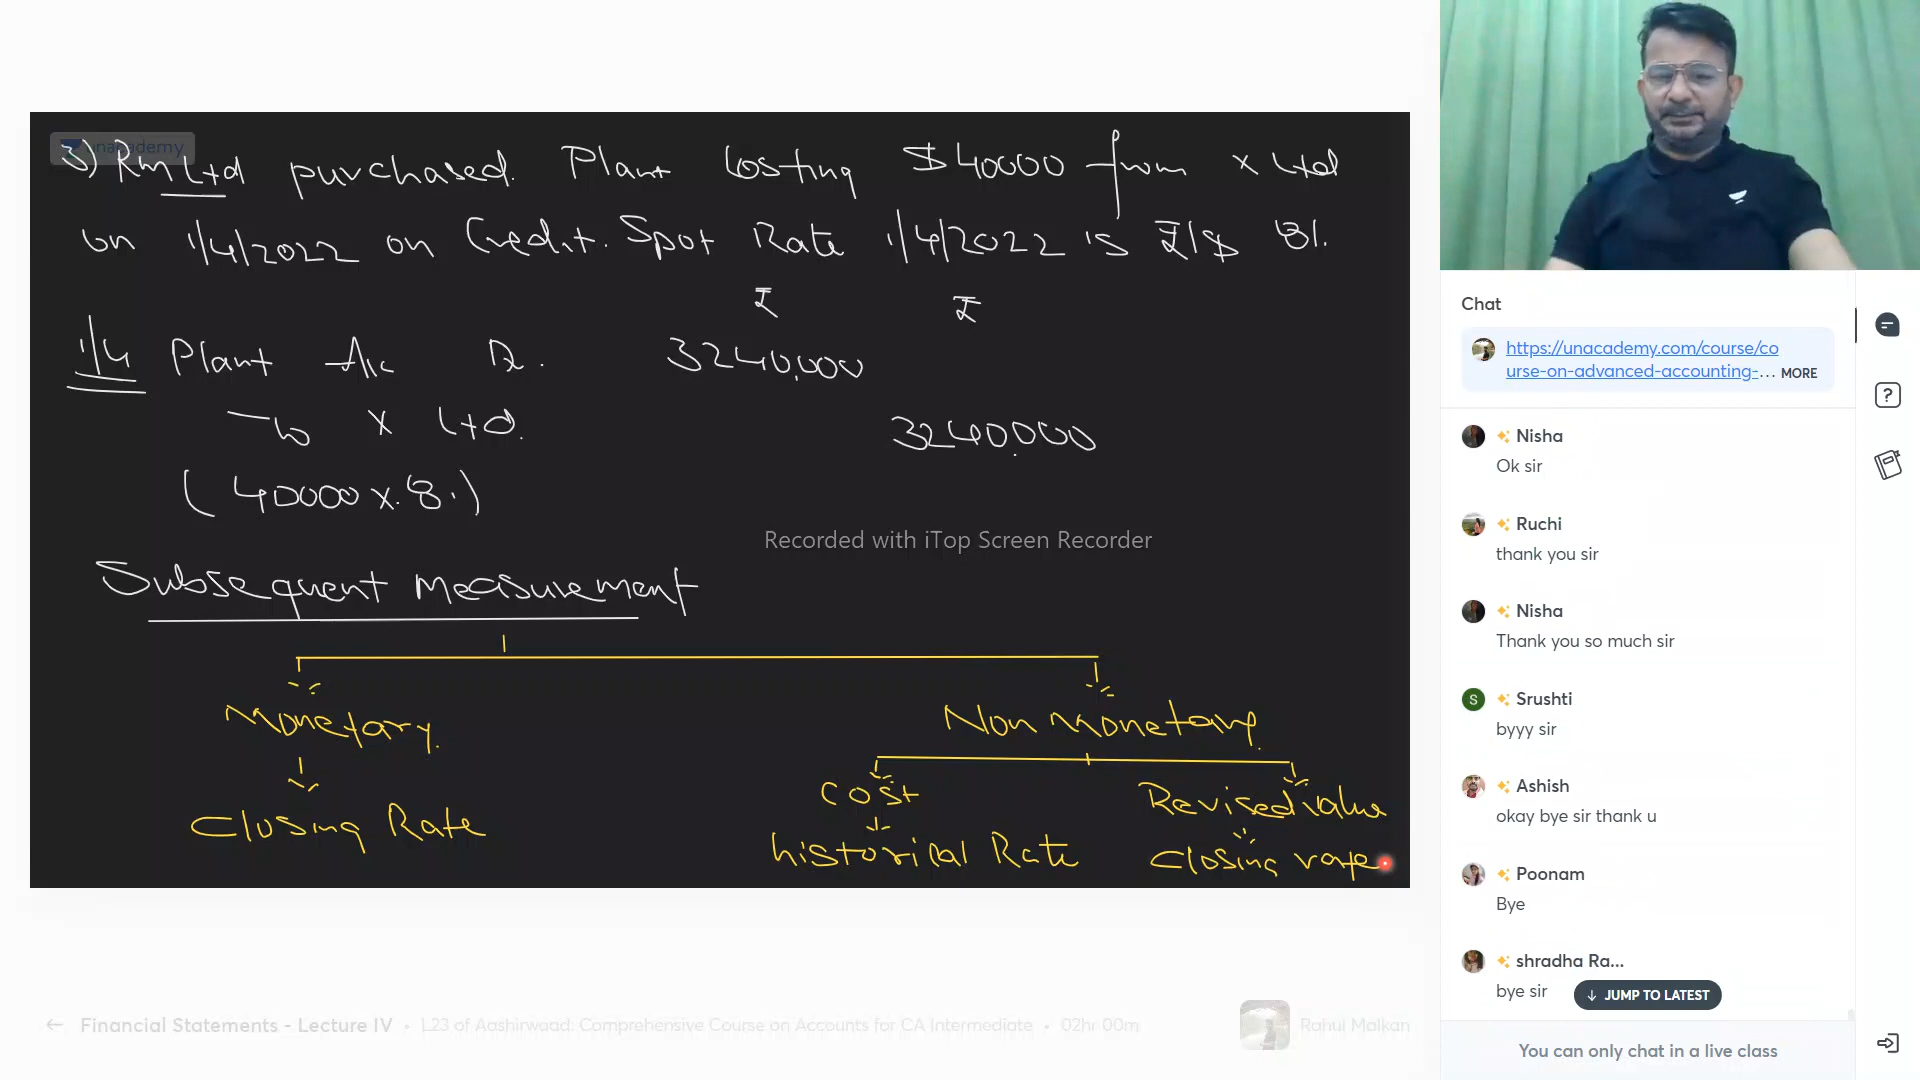 unacademy
3) RM Ltd purchased. Plant Costing $40000 from X Ltd
on 1/4/2022 on Credit. Spot Rate 1/4/2022 is ₹/$ 81.
₹ ₹
1/4 Plant A/c Dr. 3240,000
To X Ltd. 3240,000
(40000 x 81)
Recorded with iTop Screen Recorder
Subsequent Measurement
Monetary. Non Monetary.
Cost Revised Value
Closing Rate historical Rate Closing rate
← Financial Statements - Lecture IV • L23 of Aashirwaad: Comprehensive Course on Accounts for CA Intermediate • 02hr 00m Rahul Malkan
Chat
https://unacademy.com/course/co
urse-on-advanced-accounting-… MORE
Nisha
Ok sir
Ruchi
thank you sir
Nisha
Thank you so much sir
S Srushti
byyy sir
Ashish
okay bye sir thank u
Poonam
Bye
shradha Ra...
bye sir
↓ JUMP TO LATEST
You can only chat in a live class